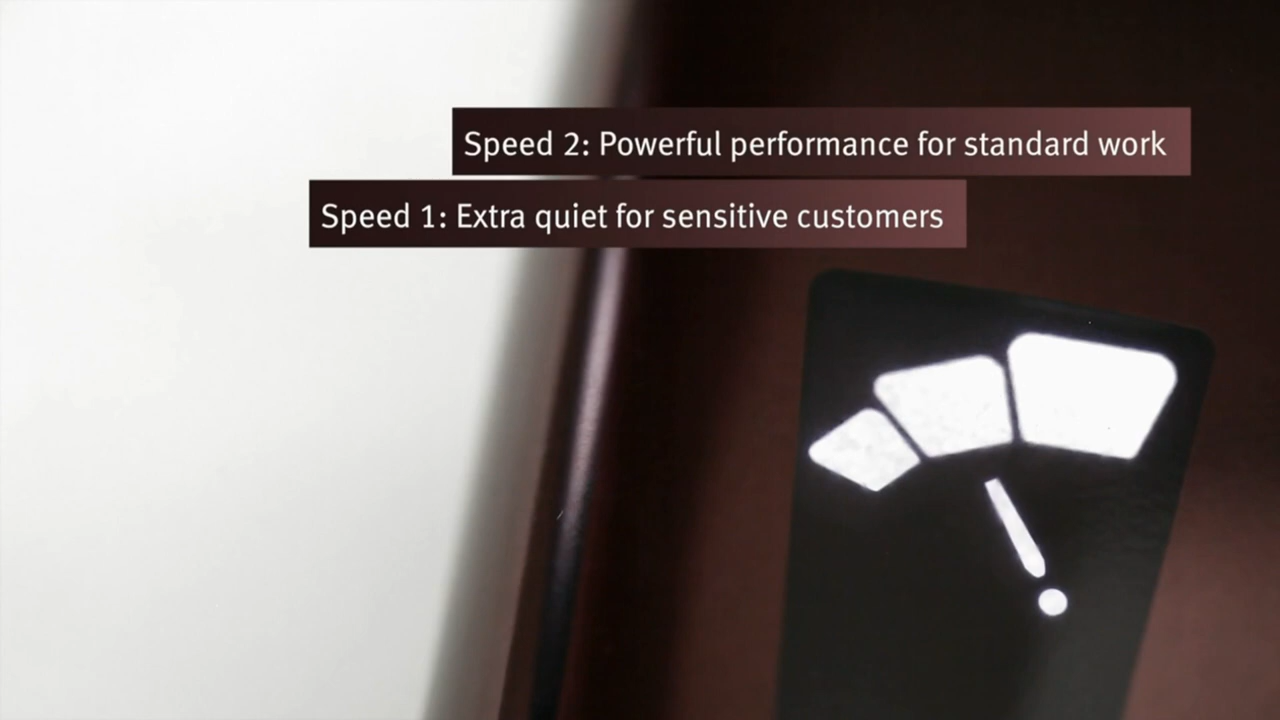 Speed 2: Powerful performance for standard work
Speed 1: Extra quiet for sensitive customers